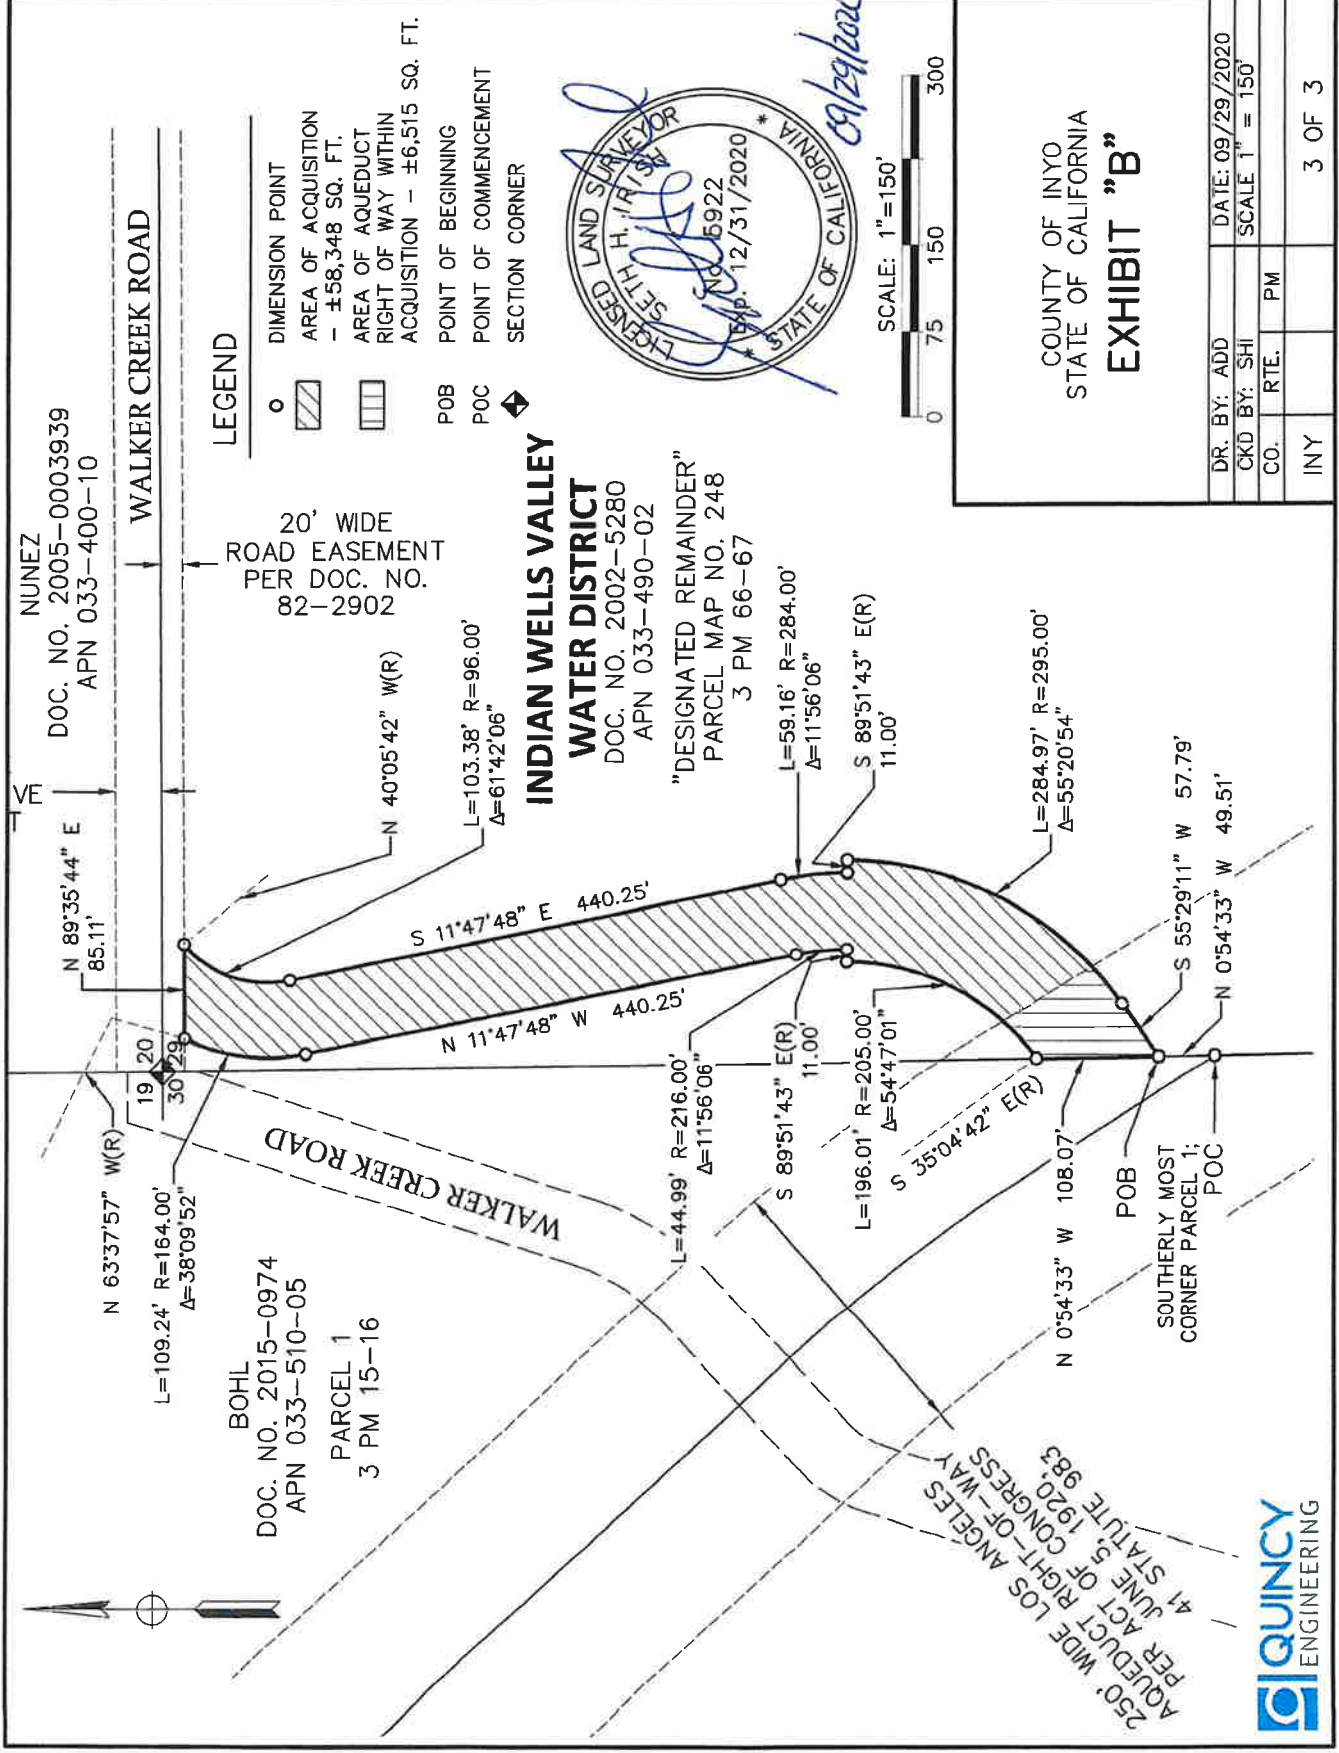 NUNEZ
DOC. NO. 2005-0003939
APN 033-400-10
VE
T
WALKER CREEK ROAD
N 89°35'44" E
85.11'
20' WIDE
ROAD EASEMENT
PER DOC. NO.
82-2902
19
20
30
29
N 63°37'57" W(R)
L=109.24' R=164.00'
Δ=38°09'52"
WALKER CREEK ROAD
BOHL
DOC. NO. 2015-0974
APN 033-510-05
PARCEL 1
3 PM 15-16
N 40°05'42" W(R)
L=103.38' R=96.00'
Δ=61°42'06"
S 11°47'48" E 440.25'
N 11°47'48" W 440.25'
INDIAN WELLS VALLEY
WATER DISTRICT
DOC. NO. 2002-5280
APN 033-490-02
"DESIGNATED REMAINDER"
PARCEL MAP NO. 248
3 PM 66-67
L=59.16' R=284.00'
Δ=11°56'06"
S 89°51'43" E(R)
11.00'
L=44.99' R=216.00'
Δ=11°56'06"
S 89°51'43" E(R)
11.00'
L=196.01' R=205.00'
Δ=54°47'01"
S 35°04'42" E(R)
L=284.97' R=295.00'
Δ=55°20'54"
S 55°29'11" W 57.79'
N 0°54'33" W 49.51'
N 0°54'33" W 108.07'
POB
SOUTHERLY MOST
CORNER PARCEL 1;
POC
250' WIDE LOS ANGELES
AQUEDUCT RIGHT-OF-WAY
PER ACT OF CONGRESS
JUNE 5, 1920,
41 STATUTE 983
LEGEND
DIMENSION POINT
AREA OF ACQUISITION
- ±58,348 SQ. FT.
AREA OF AQUEDUCT
RIGHT OF WAY WITHIN
ACQUISITION - ±6,515 SQ. FT.
POB POINT OF BEGINNING
POC POINT OF COMMENCEMENT
SECTION CORNER
LICENSED LAND SURVEYOR
SETH H. IRISH
No. 5922
Exp. 12/31/2020
* STATE OF CALIFORNIA *
09/29/2020
SCALE: 1"=150'
0 75 150 300
COUNTY OF INYO
STATE OF CALIFORNIA
EXHIBIT "B"
DR. BY: ADD
DATE: 09/29/2020
CKD BY: SHI
SCALE 1" = 150'
CO. RTE. PM
INY
3 OF 3
QUINCY
ENGINEERING